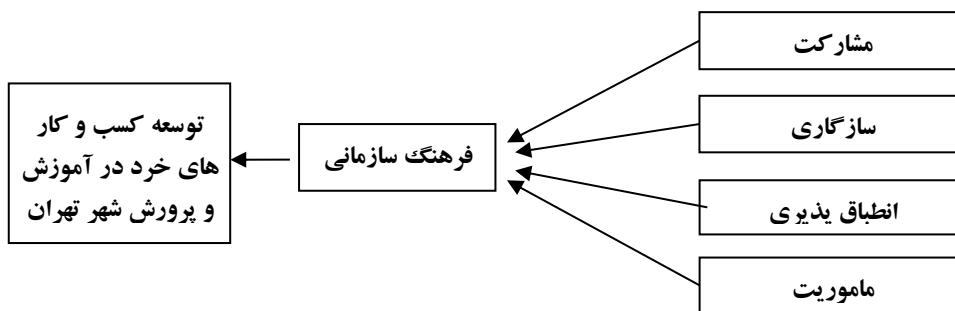 مشارکت
سازگاری
انطباق پذیری
ماموریت
فرهنگ سازمانی
توسعه کسب و کار
های خرد در آموزش
و پرورش شهر تهران